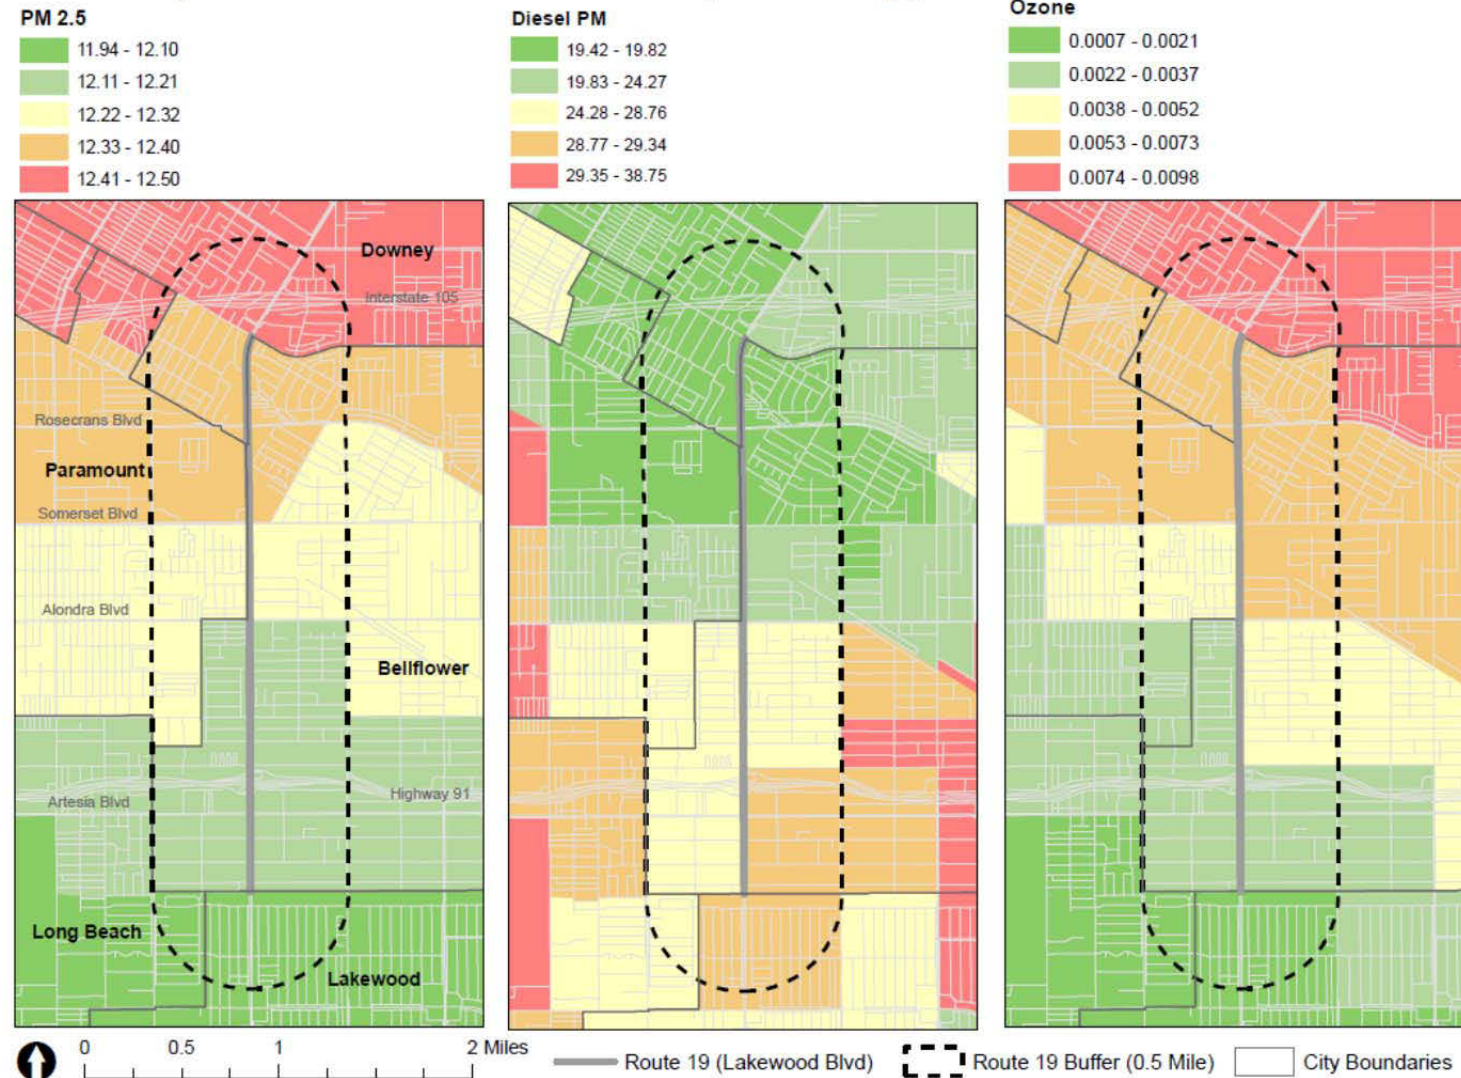 PM 2.5
11.94 - 12.10
12.11 - 12.21
12.22 - 12.32
12.33 - 12.40
12.41 - 12.50
Diesel PM
19.42 - 19.82
19.83 - 24.27
24.28 - 28.76
28.77 - 29.34
29.35 - 38.75
Ozone
0.0007 - 0.0021
0.0022 - 0.0037
0.0038 - 0.0052
0.0053 - 0.0073
0.0074 - 0.0098
Downey
Interstate 105
Rosecrans Blvd
Paramount
Somerset Blvd
Alondra Blvd
Bellflower
Artesia Blvd
Highway 91
Long Beach
Lakewood
0 0.5 1 2 Miles
Route 19 (Lakewood Blvd)
Route 19 Buffer (0.5 Mile)
City Boundaries